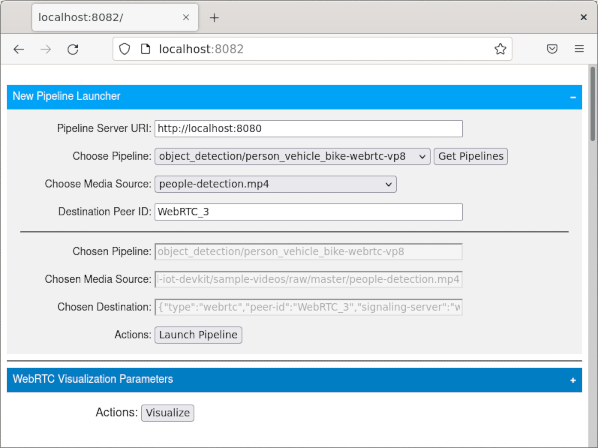 localhost:8082/
localhost:8082
New Pipeline Launcher
Pipeline Server URI: http://localhost:8080
Choose Pipeline: object_detection/person_vehicle_bike-webrtc-vp8 Get Pipelines
Choose Media Source: people-detection.mp4
Destination Peer ID: WebRTC_3
Chosen Pipeline: object_detection/person_vehicle_bike-webrtc-vp8
Chosen Media Source: l-iot-devkit/sample-videos/raw/master/people-detection.mp4
Chosen Destination: {"type":"webrtc","peer-id":"WebRTC_3","signaling-server":"w
Actions: Launch Pipeline
WebRTC Visualization Parameters
Actions: Visualize